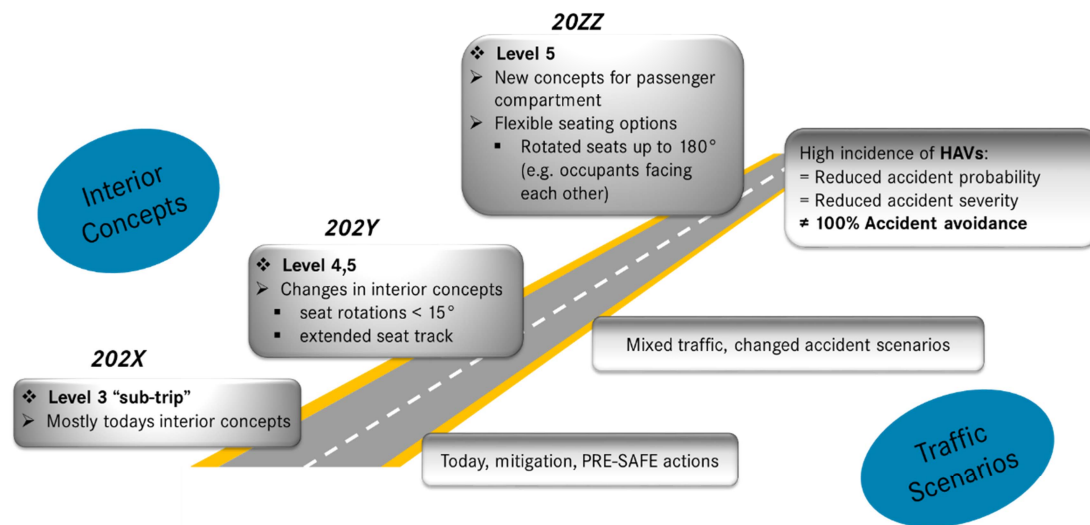 20ZZ
❖ Level 5
➢ New concepts for passenger
compartment
➢ Flexible seating options
▪ Rotated seats up to 180°
(e.g. occupants facing
each other)
High incidence of HAVs:
= Reduced accident probability
= Reduced accident severity
≠ 100% Accident avoidance
Interior
Concepts
202Y
❖ Level 4,5
➢ Changes in interior concepts
▪ seat rotations < 15°
▪ extended seat track
Mixed traffic, changed accident scenarios
202X
❖ Level 3 “sub-trip”
➢ Mostly todays interior concepts
Today, mitigation, PRE-SAFE actions
Traffic
Scenarios